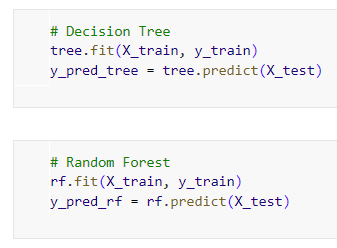 # Decision Tree
tree.fit(X_train, y_train)
y_pred_tree = tree.predict(X_test)
# Random Forest
rf.fit(X_train, y_train)
y_pred_rf = rf.predict(X_test)